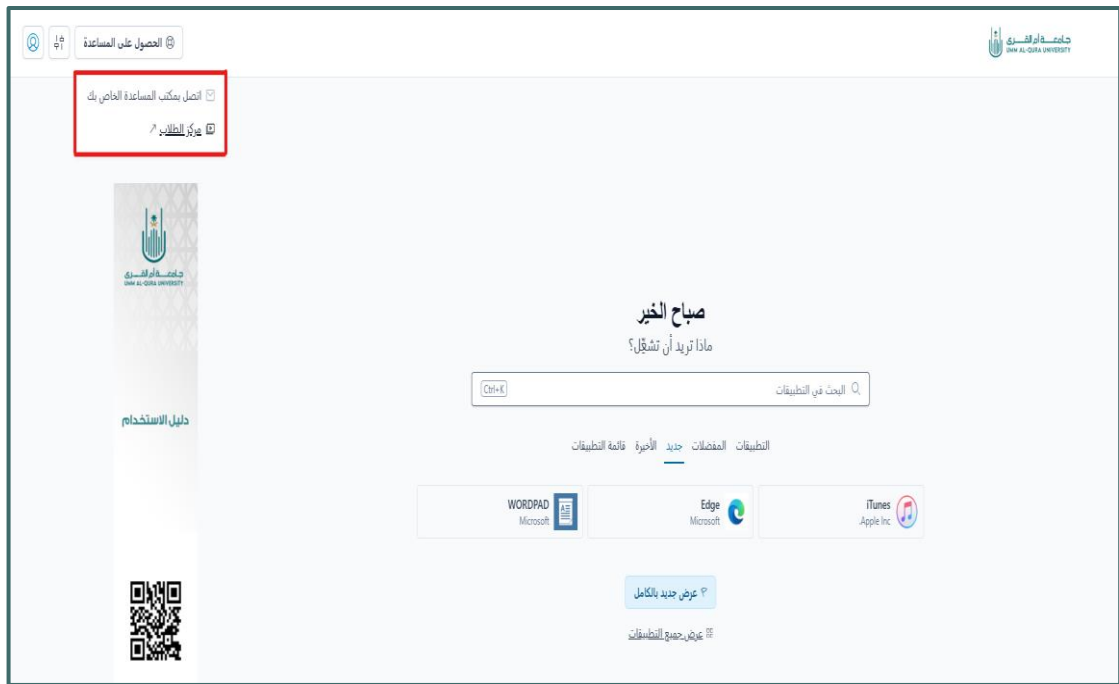 جامعة أم القرى
UMM AL-QURA UNIVERSITY
الحصول على المساعدة
اتصل بمكتب المساعدة الخاص بك
مركز الطلاب
جامعة أم القرى
UMM AL-QURA UNIVERSITY
دليل الاستخدام
صباح الخير
ماذا تريد أن تشغّل؟
البحث في التطبيقات Ctrl+K
التطبيقات المفضلات جديد الأخيرة قائمة التطبيقات
iTunes
Apple Inc.
Edge
Microsoft
WORDPAD
Microsoft
عرض جديد بالكامل
عرض جميع التطبيقات